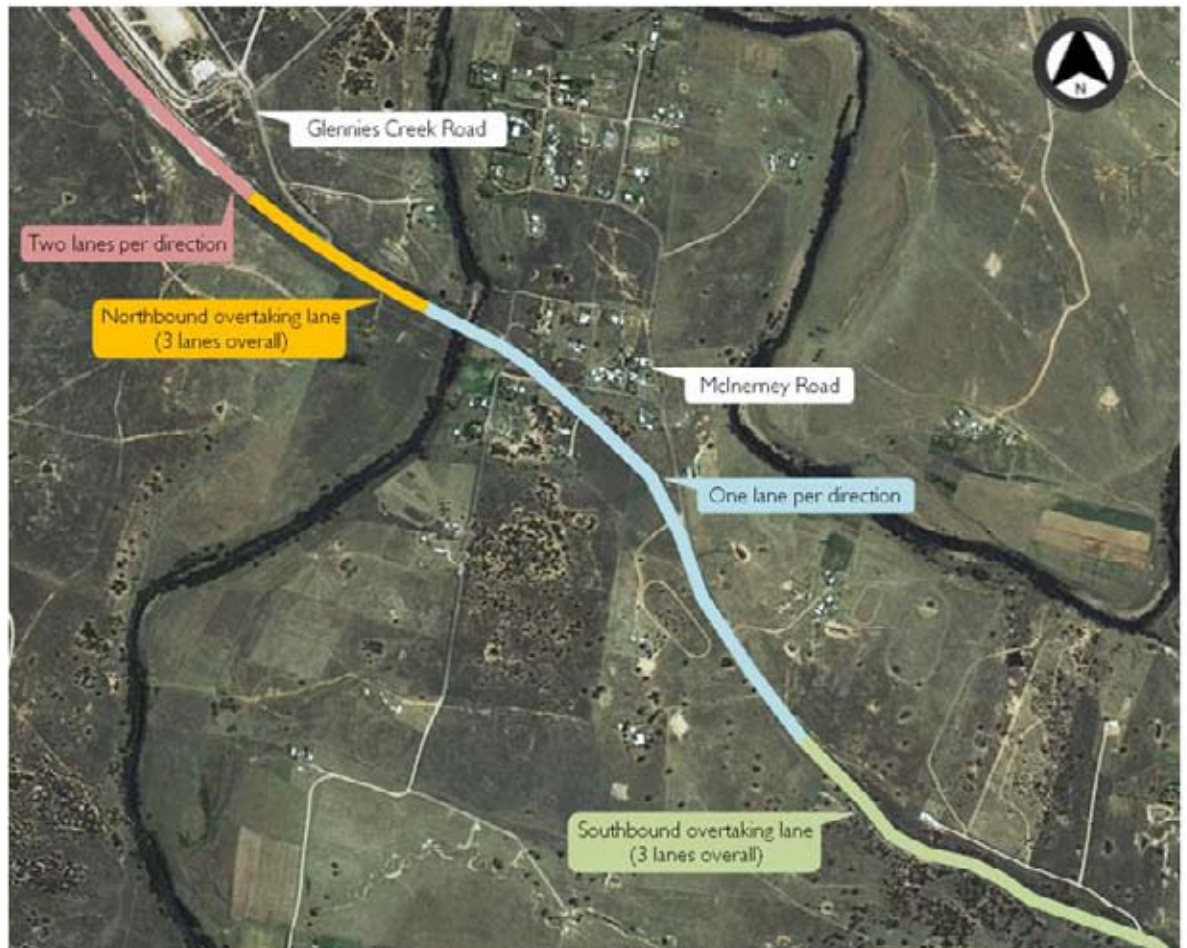 N
Glennies Creek Road
Two lanes per direction
Northbound overtaking lane
(3 lanes overall)
McInerney Road
One lane per direction
Southbound overtaking lane
(3 lanes overall)